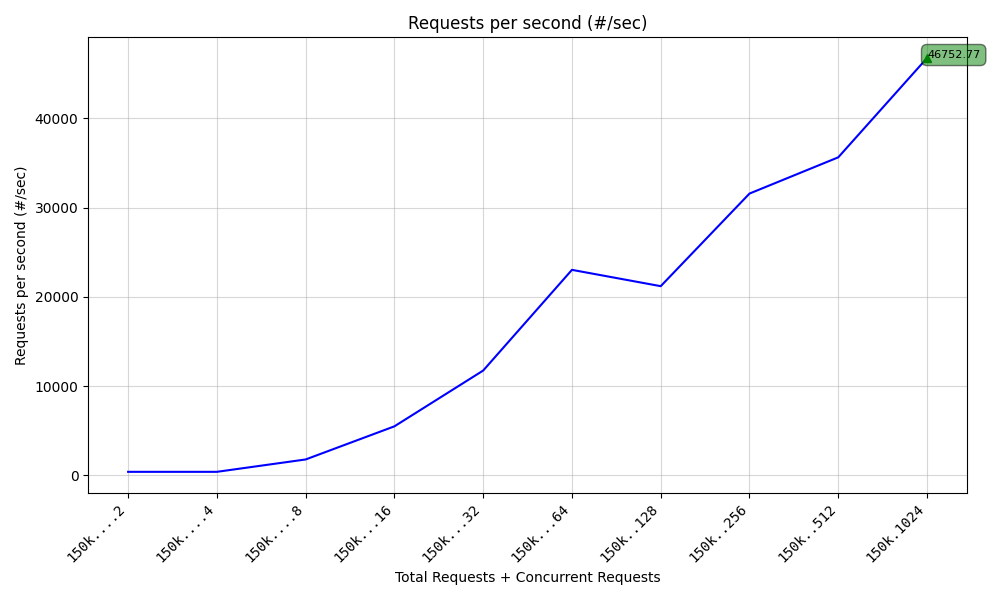 Requests per second (#/sec)
46752.77
40000
30000
20000
10000
0
Requests per second (#/sec)
150k....2
150k....4
150k....8
150k...16
150k...32
150k...64
150k..128
150k..256
150k..512
150k.1024
Total Requests + Concurrent Requests